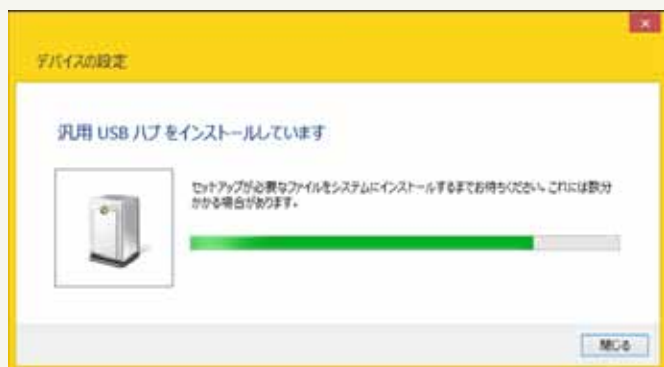 デバイスの設定
汎用 USB ハブ をインストールしています
セットアップが必要なファイルをシステムにインストールするまでお待ちください。これには数分
かかる場合があります。
閉じる